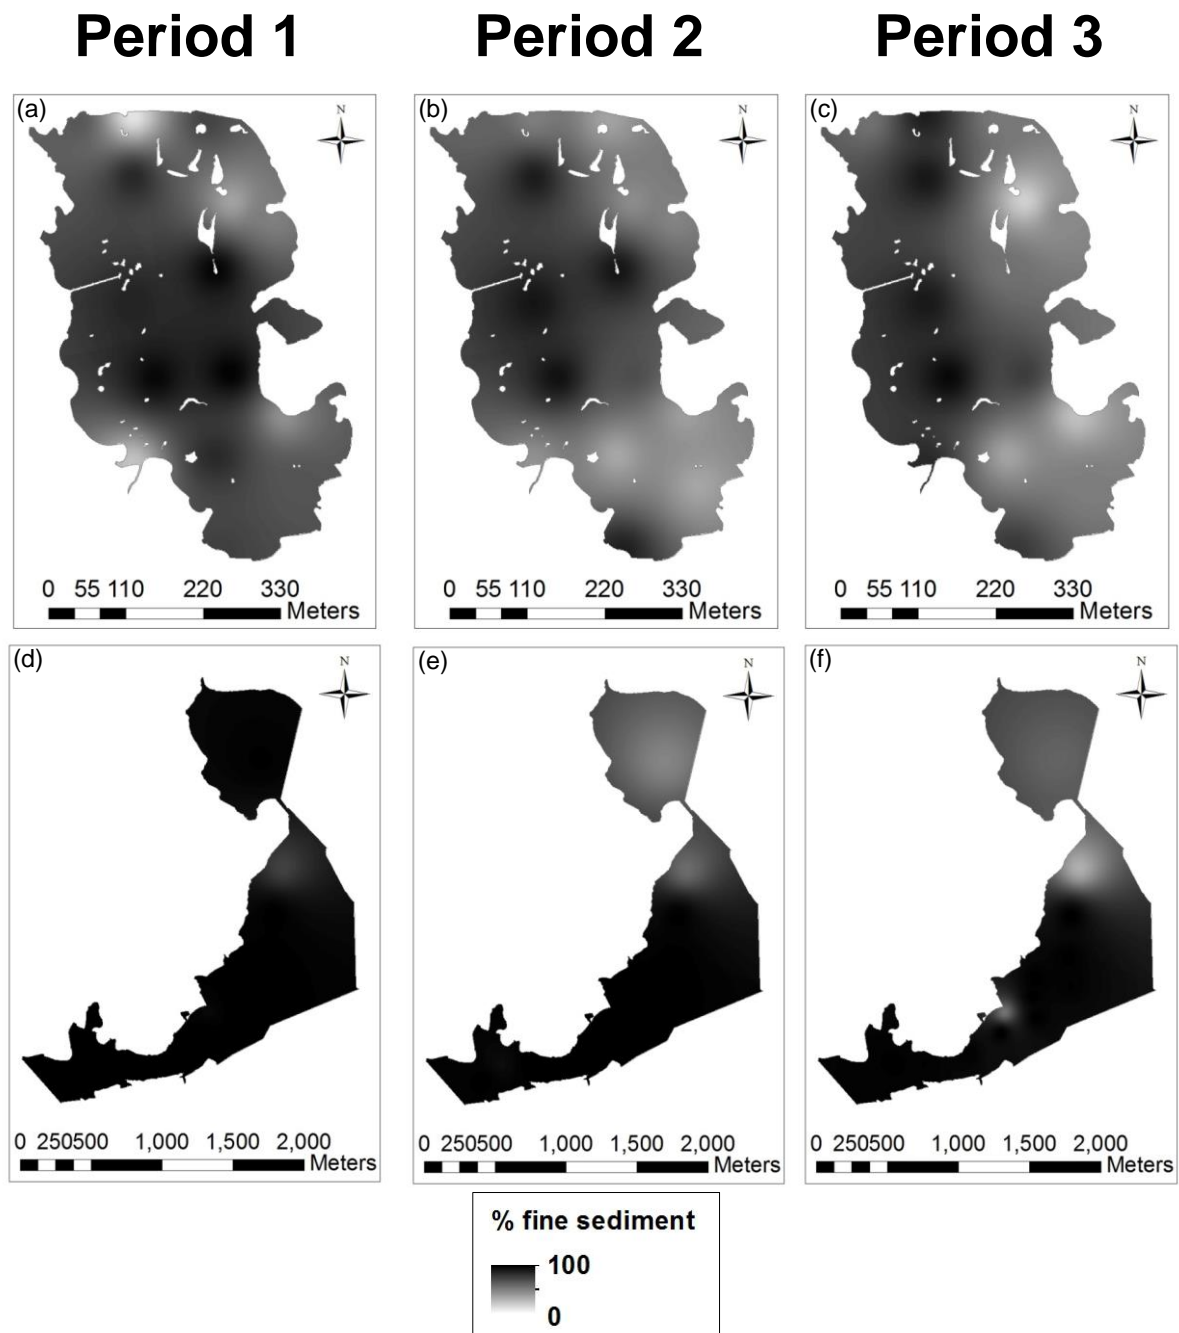 Period 1 Period 2 Period 3
(a) N (b) N (c) N
0 55 110 220 330 Meters
0 55 110 220 330 Meters
0 55 110 220 330 Meters
(d) N (e) N (f) N
0 250500 1,000 1,500 2,000 Meters
0 250500 1,000 1,500 2,000 Meters
0 250500 1,000 1,500 2,000 Meters
% fine sediment
100
0